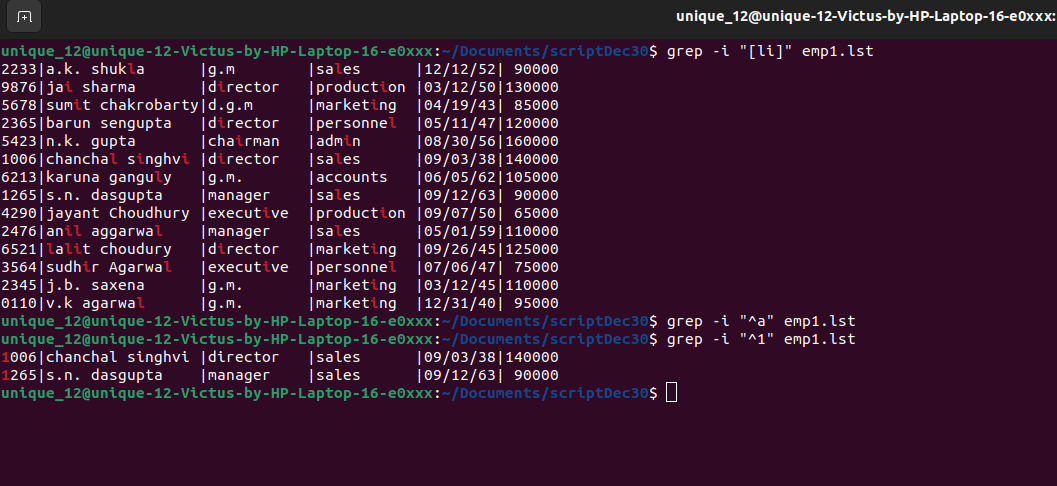 unique_12@unique-12-Victus-by-HP-Laptop-16-e0xxx:
unique_12@unique-12-Victus-by-HP-Laptop-16-e0xxx:~/Documents/scriptDec30$ grep -i "[li]" emp1.lst
2233|a.k. shukla      |g.m        |sales      |12/12/52| 90000
9876|jai sharma       |director   |production |03/12/50|130000
5678|sumit chakrobarty|d.g.m      |marketing  |04/19/43| 85000
2365|barun sengupta   |director   |personnel  |05/11/47|120000
5423|n.k. gupta       |chairman   |admin      |08/30/56|160000
1006|chanchal singhvi |director   |sales      |09/03/38|140000
6213|karuna ganguly   |g.m.       |accounts   |06/05/62|105000
1265|s.n. dasgupta    |manager    |sales      |09/12/63| 90000
4290|jayant Choudhury |executive  |production |09/07/50| 65000
2476|anil aggarwal    |manager    |sales      |05/01/59|110000
6521|lalit choudury   |director   |marketing  |09/26/45|125000
3564|sudhir Agarwal   |executive  |personnel  |07/06/47| 75000
2345|j.b. saxena      |g.m.       |marketing  |03/12/45|110000
0110|v.k agarwal      |g.m.       |marketing  |12/31/40| 95000
unique_12@unique-12-Victus-by-HP-Laptop-16-e0xxx:~/Documents/scriptDec30$ grep -i "^a" emp1.lst
unique_12@unique-12-Victus-by-HP-Laptop-16-e0xxx:~/Documents/scriptDec30$ grep -i "^1" emp1.lst
1006|chanchal singhvi |director   |sales      |09/03/38|140000
1265|s.n. dasgupta    |manager    |sales      |09/12/63| 90000
unique_12@unique-12-Victus-by-HP-Laptop-16-e0xxx:~/Documents/scriptDec30$